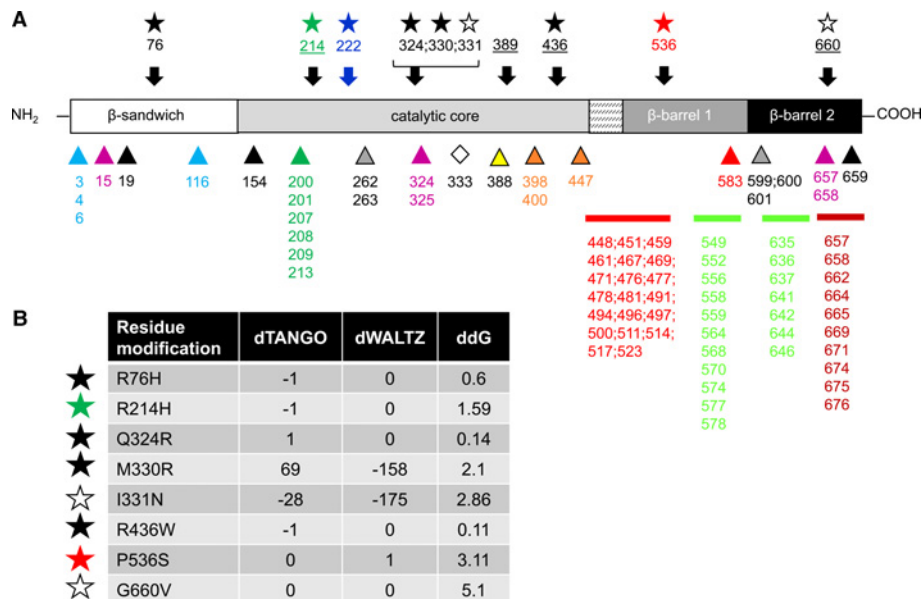 A
76 214 222 324;330;331 389 436 536 660
NH2 β-sandwich catalytic core β-barrel 1 β-barrel 2 COOH
3 15 19 116 154 200 262 324 333 388 398 447 583 599;600 657 659
4 201 263 325 400 601 658
6 207
208
209
213
448;451;459
461;467;469;
471;476;477;
478;481;491;
494;496;497;
500;511;514;
517;523
549
552
556
558
559
564
568
570
574
577
578
635
636
637
641
642
644
646
657
658
662
664
665
669
671
674
675
676
B
Residue modification dTANGO dWALTZ ddG
R76H -1 0 0.6
R214H -1 0 1.59
Q324R 1 0 0.14
M330R 69 -158 2.1
I331N -28 -175 2.86
R436W -1 0 0.11
P536S 0 1 3.11
G660V 0 0 5.1